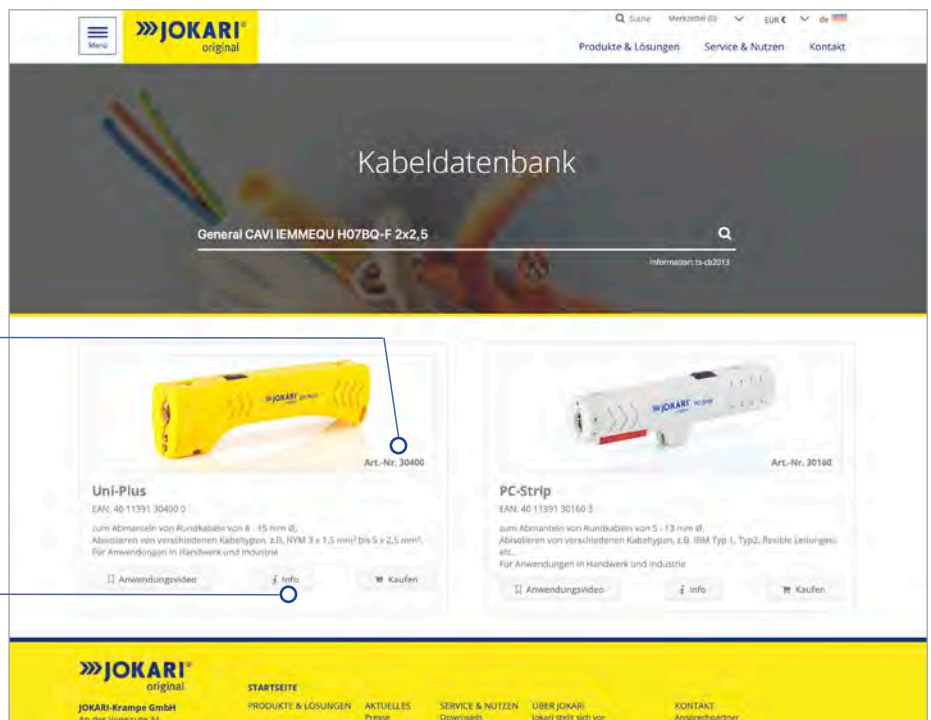 Suche Merkzettel (0) EUR € de
Menü
JOKARI®
original
Produkte & Lösungen Service & Nutzen Kontakt
Kabeldatenbank
General CAVI IEMMEQU H07BQ-F 2x2,5
Information: ts-cb2013
JOKARI
JOKARI PC-STRIP
Art.-Nr. 30400
Art.-Nr. 30160
Uni-Plus
EAN: 40 11391 30400 0
zum Abmanteln von Rundkabeln von 8 - 15 mm Ø,
Abisolieren von verschiedenen Kabeltypen, z.B. NYM 3 x 1,5 mm² bis 5 x 2,5 mm².
Für Anwendungen in Handwerk und Industrie
Anwendungsvideo Info Kaufen
PC-Strip
EAN: 40 11391 30160 3
zum Abmanteln von Rundkabeln von 5 - 13 mm Ø,
Abisolieren von verschiedenen Kabeltypen, z.B. IBM Typ 1, Typ2, flexible Leitungen,
etc..
Für Anwendungen in Handwerk und Industrie
Anwendungsvideo Info Kaufen
JOKARI®
original
STARTSEITE
JOKARI-Krampe GmbH PRODUKTE & LÖSUNGEN AKTUELLES SERVICE & NUTZEN ÜBER JOKARI KONTAKT
Presse Downloads Jokari stellt sich vor Ansprechpartner